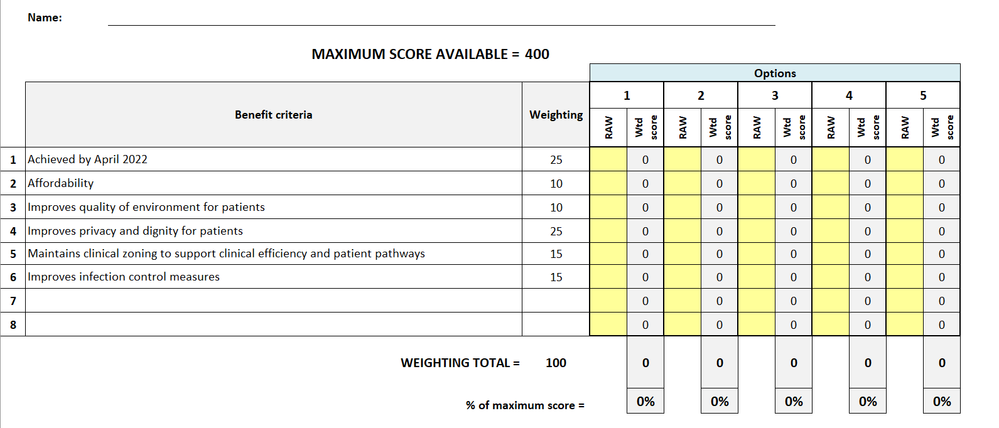 Name:
MAXIMUM SCORE AVAILABLE = 400
Options
Benefit criteria Weighting 1 2 3 4 5
RAW Wtd score RAW Wtd score RAW Wtd score RAW Wtd score RAW Wtd score
1 Achieved by April 2022 25 0 0 0 0 0
2 Affordability 10 0 0 0 0 0
3 Improves quality of environment for patients 10 0 0 0 0 0
4 Improves privacy and dignity for patients 25 0 0 0 0 0
5 Maintains clinical zoning to support clinical efficiency and patient pathways 15 0 0 0 0 0
6 Improves infection control measures 15 0 0 0 0 0
7 0 0 0 0 0
8 0 0 0 0 0
WEIGHTING TOTAL = 100 0 0 0 0 0
% of maximum score = 0% 0% 0% 0% 0%